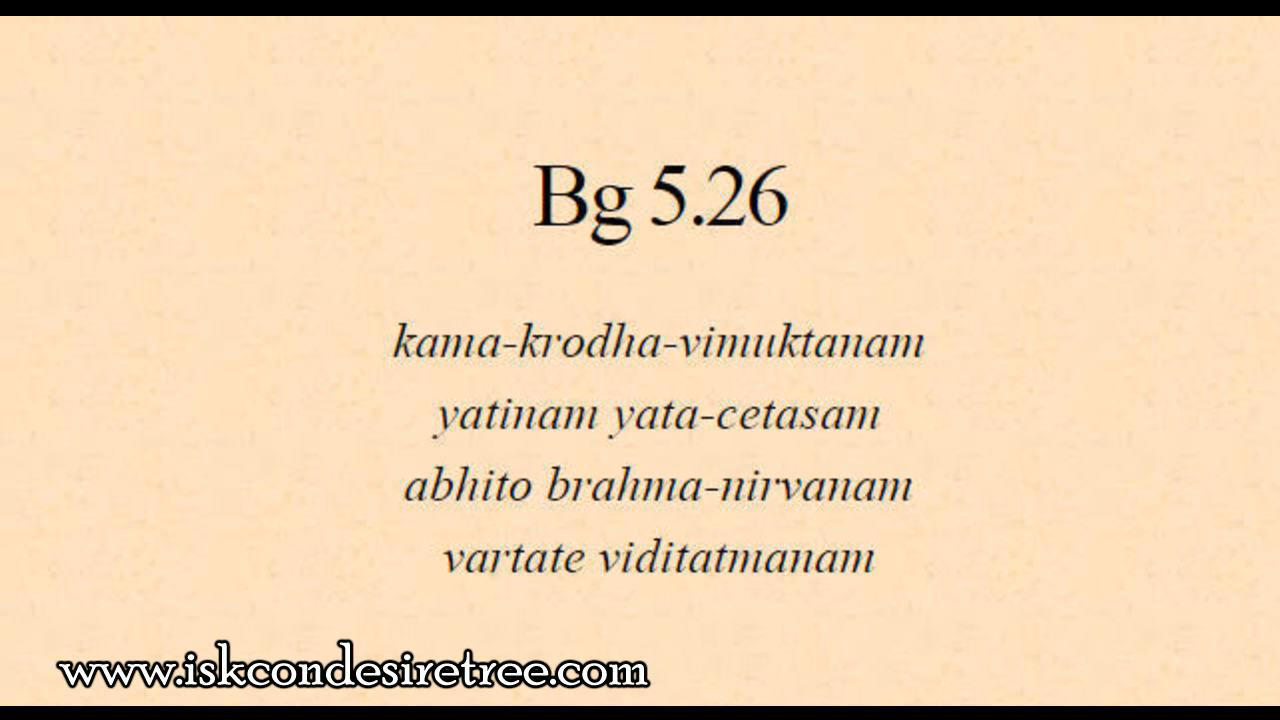 Bg 5.26
kama-krodha-vimuktanam
yatinam yata-cetasam
abhito brahma-nirvanam
vartate viditatmanam
www.iskcondesiretree.com